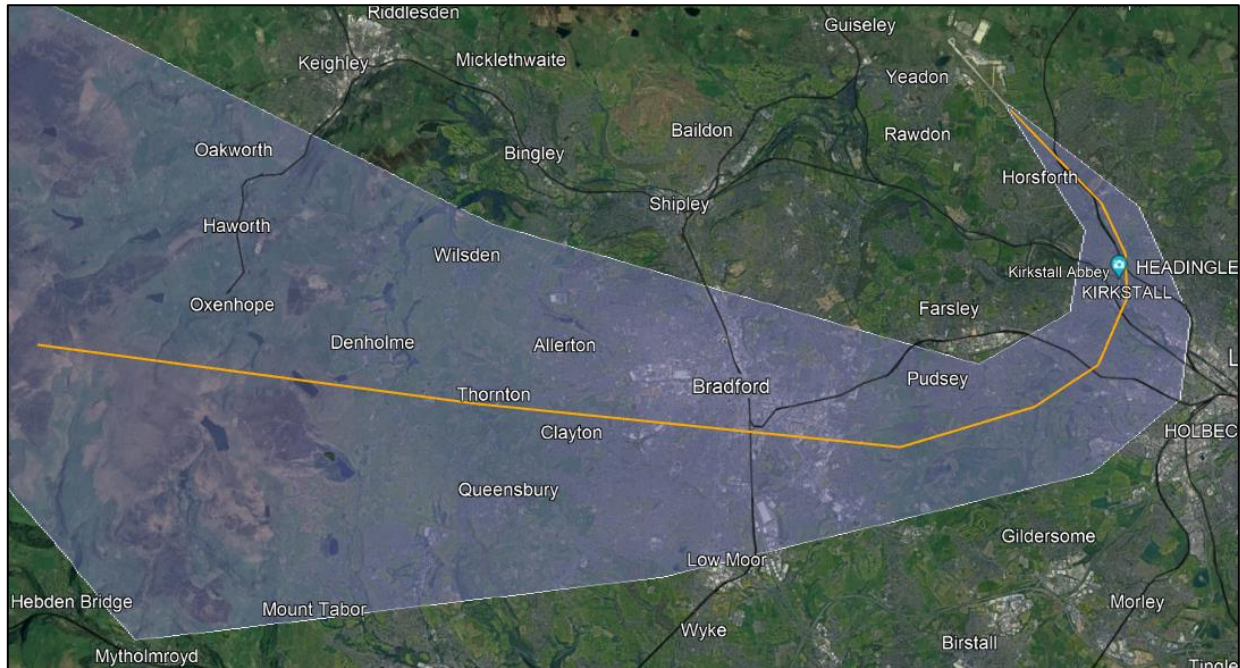 Riddlesden
Guiseley
Keighley
Micklethwaite
Yeadon
Baildon
Rawdon
Oakworth
Bingley
Horsforth
Shipley
Haworth
Wilsden
Kirkstall Abbey
HEADINGLE
KIRKSTALL
Oxenhope
Farsley
Denholme
Allerton
L
Pudsey
Bradford
Thornton
Clayton
HOLBEC
Queensbury
Gildersome
Low Moor
Hebden Bridge
Mount Tabor
Morley
Wyke
Birstall
Mytholmroyd
Tingle